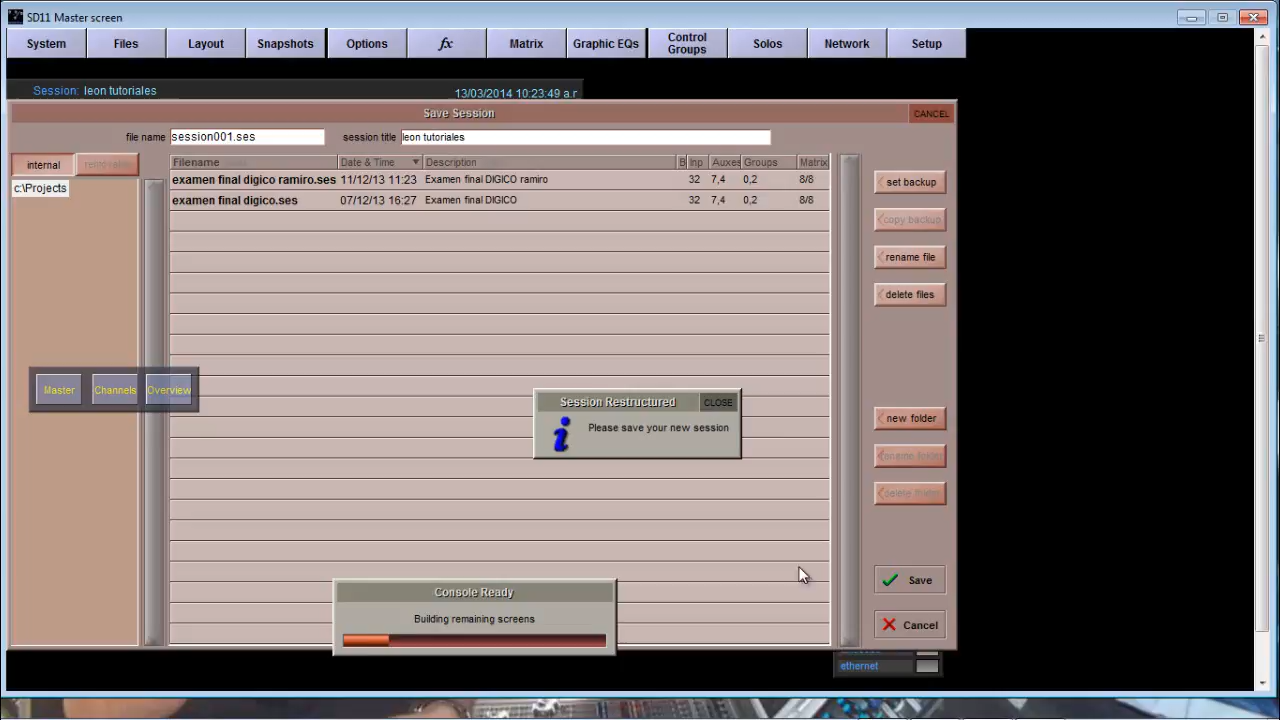 SD11 Master screen
System Files Layout Snapshots Options fx Matrix Graphic EQs Control Groups Solos Network Setup
Session: leon tutoriales 13/03/2014 10:23:49 a.r
Save Session CANCEL
file name session001.ses session title leon tutoriales
internal
Filename Date & Time Description B Inp Auxes Groups Matrix
c:\Projects
examen final digico ramiro.ses 11/12/13 11:23 Examen final DIGICO ramiro 32 7,4 0,2 8/8
examen final digico.ses 07/12/13 16:27 Examen final DIGICO 32 7,4 0,2 8/8
set backup
copy backup
rename file
delete files
Master Channels Overview
Session Restructured CLOSE
Please save your new session
new folder
rename folder
delete folder
Console Ready
Building remaining screens
Save
Cancel
ethernet